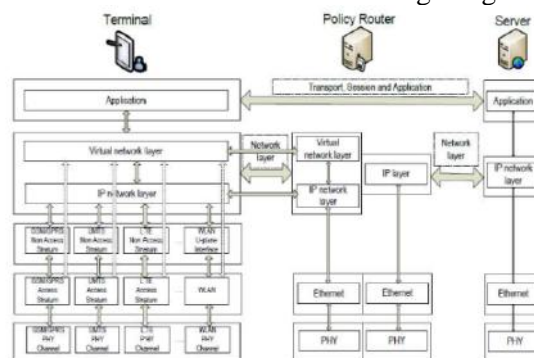 Terminal
Policy Router
Server
Transport, Session and Application
Application
Application
Virtual network layer
Network layer
Virtual network layer
Network layer
IP layer
IP network layer
IP network layer
IP network layer
GSM/GPRS Non Access Stratum
UMTS Non Access Stratum
LTE Non Access Stratum
WLAN U-plane Interface
GSM/GPRS Access Stratum
UMTS Access Stratum
LTE Access Stratum
WLAN
Ethernet
Ethernet
Ethernet
GSM/GPRS PHY Channel
UMTS PHY Channel
LTE PHY Channel
WLAN PHY Channel
PHY
PHY
PHY